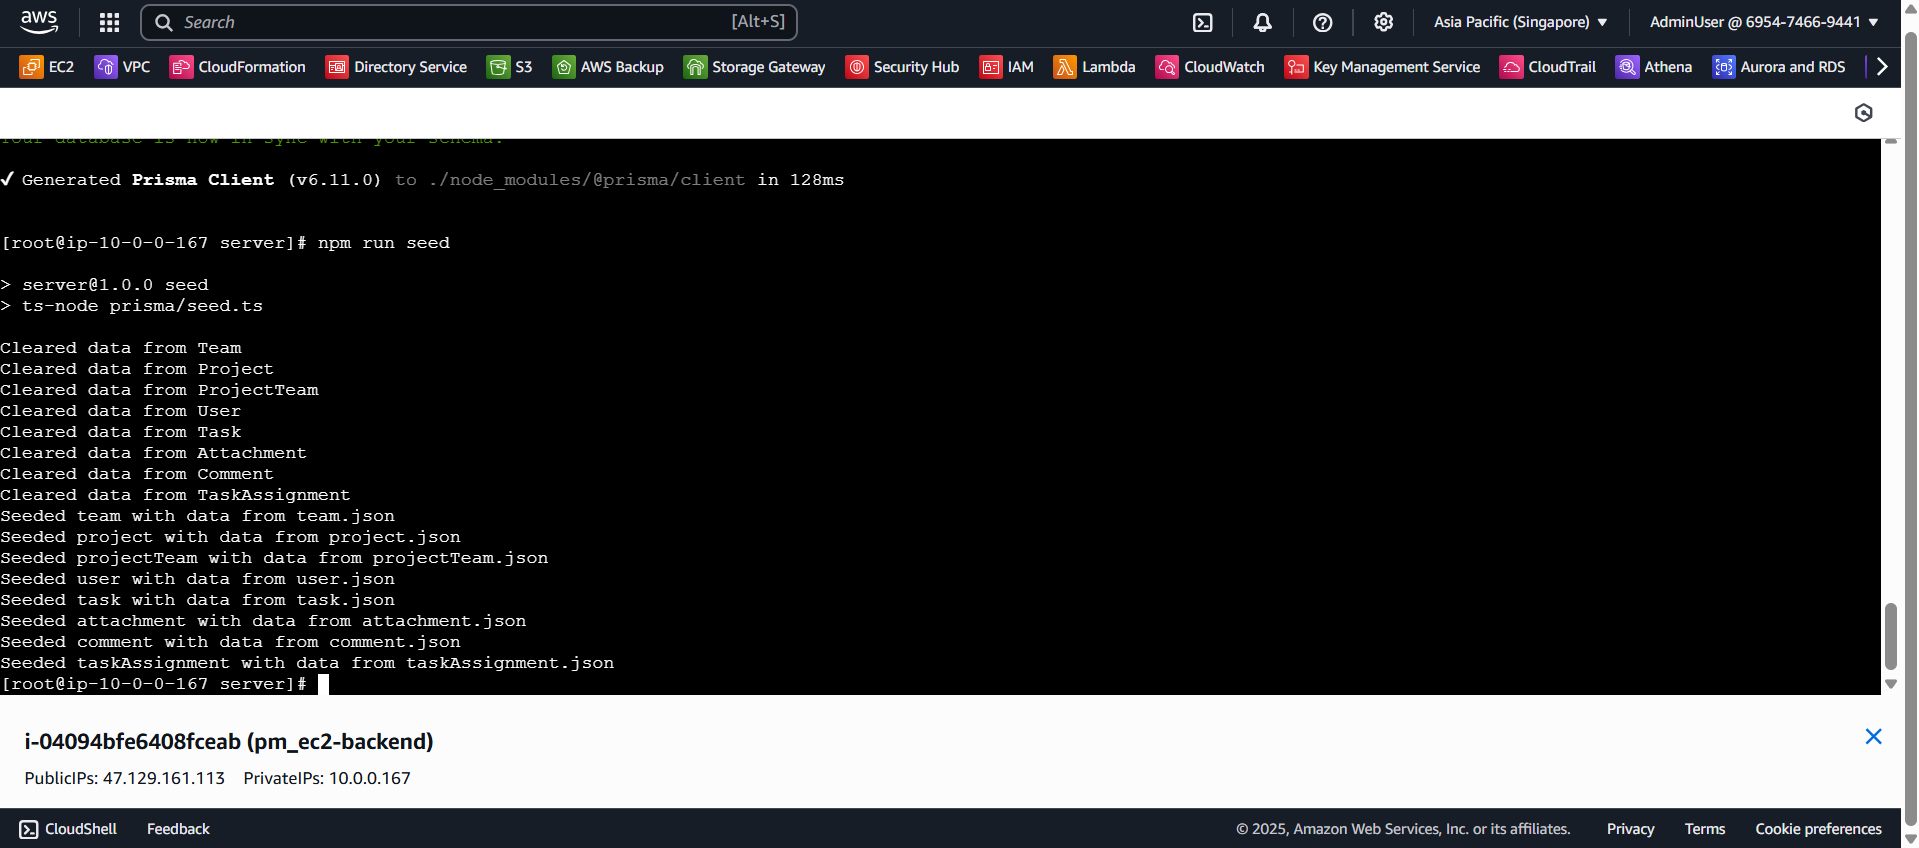 aws
Search [Alt+S]
Asia Pacific (Singapore) ▼
AdminUser @ 6954-7466-9441 ▼
EC2 VPC CloudFormation Directory Service S3 AWS Backup Storage Gateway Security Hub IAM Lambda CloudWatch Key Management Service CloudTrail Athena Aurora and RDS
Your database is now in sync with your schema.
✓ Generated Prisma Client (v6.11.0) to ./node_modules/@prisma/client in 128ms
[root@ip-10-0-0-167 server]# npm run seed
> server@1.0.0 seed
> ts-node prisma/seed.ts
Cleared data from Team
Cleared data from Project
Cleared data from ProjectTeam
Cleared data from User
Cleared data from Task
Cleared data from Attachment
Cleared data from Comment
Cleared data from TaskAssignment
Seeded team with data from team.json
Seeded project with data from project.json
Seeded projectTeam with data from projectTeam.json
Seeded user with data from user.json
Seeded task with data from task.json
Seeded attachment with data from attachment.json
Seeded comment with data from comment.json
Seeded taskAssignment with data from taskAssignment.json
[root@ip-10-0-0-167 server]#
i-04094bfe6408fceab (pm_ec2-backend)
PublicIPs: 47.129.161.113 PrivateIPs: 10.0.0.167
CloudShell Feedback © 2025, Amazon Web Services, Inc. or its affiliates. Privacy Terms Cookie preferences